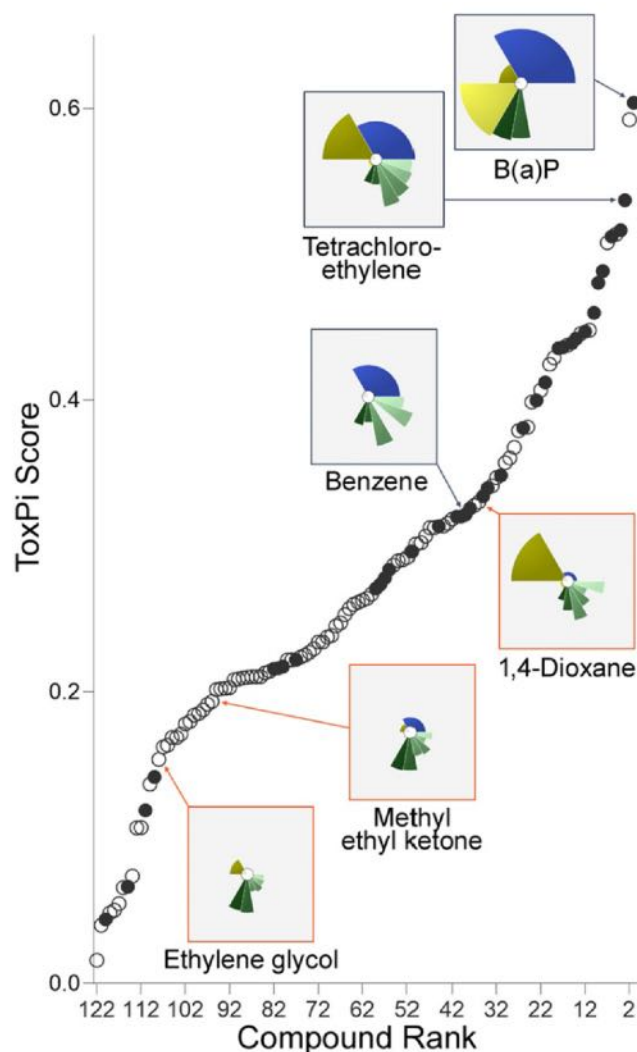 0.6
B(a)P
Tetrachloro-
ethylene
0.4
Benzene
ToxPi Score
1,4-Dioxane
0.2
Methyl
ethyl ketone
Ethylene glycol
0.0
122 112 102 92 82 72 62 52 42 32 22 12 2
Compound Rank